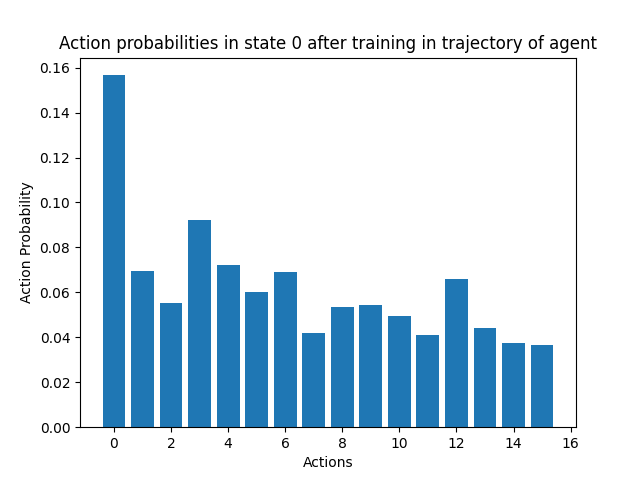 Action probabilities in state 0 after training in trajectory of agent
0.16
0.14
0.12
0.10
0.08
0.06
0.04
0.02
0.00
Action Probability
0 2 4 6 8 10 12 14 16
Actions